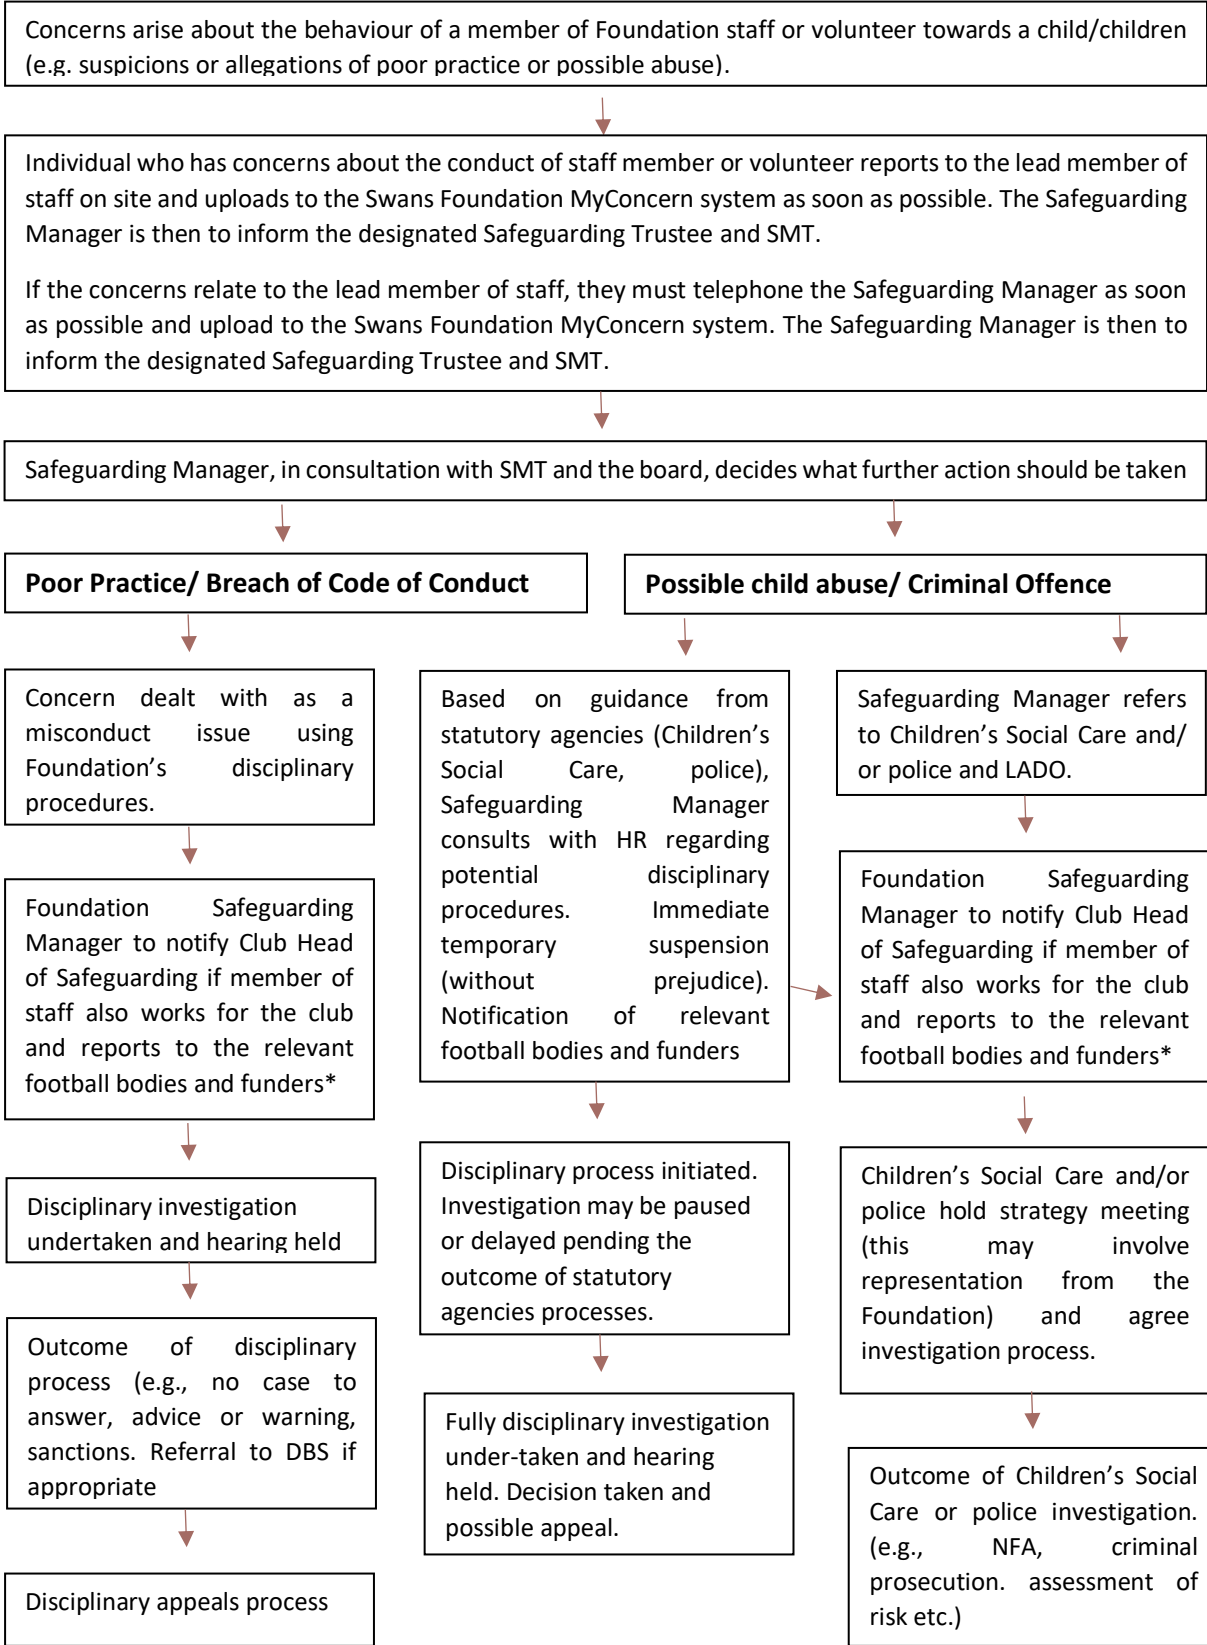 Concerns arise about the behaviour of a member of Foundation staff or volunteer towards a child/children
(e.g. suspicions or allegations of poor practice or possible abuse).
Individual who has concerns about the conduct of staff member or volunteer reports to the lead member of
staff on site and uploads to the Swans Foundation MyConcern system as soon as possible. The Safeguarding
Manager is then to inform the designated Safeguarding Trustee and SMT.
If the concerns relate to the lead member of staff, they must telephone the Safeguarding Manager as soon
as possible and upload to the Swans Foundation MyConcern system. The Safeguarding Manager is then to
inform the designated Safeguarding Trustee and SMT.
Safeguarding Manager, in consultation with SMT and the board, decides what further action should be taken
Poor Practice/ Breach of Code of Conduct
Concern dealt with as a
misconduct issue using
Foundation’s disciplinary
procedures.
Foundation Safeguarding
Manager to notify Club Head
of Safeguarding if member of
staff also works for the club
and reports to the relevant
football bodies and funders*
Disciplinary investigation
undertaken and hearing held
Outcome of disciplinary
process (e.g., no case to
answer, advice or warning,
sanctions. Referral to DBS if
appropriate
Disciplinary appeals process
Possible child abuse/ Criminal Offence
Based on guidance from
statutory agencies (Children’s
Social Care, police),
Safeguarding Manager
consults with HR regarding
potential disciplinary
procedures. Immediate
temporary suspension
(without prejudice).
Notification of relevant
football bodies and funders
Disciplinary process initiated.
Investigation may be paused
or delayed pending the
outcome of statutory
agencies processes.
Fully disciplinary investigation
under-taken and hearing
held. Decision taken and
possible appeal.
Safeguarding Manager refers
to Children’s Social Care and/
or police and LADO.
Foundation Safeguarding
Manager to notify Club Head
of Safeguarding if member of
staff also works for the club
and reports to the relevant
football bodies and funders*
Children’s Social Care and/or
police hold strategy meeting
(this may involve
representation from the
Foundation) and agree
investigation process.
Outcome of Children’s Social
Care or police investigation.
(e.g., NFA, criminal
prosecution. assessment of
risk etc.)